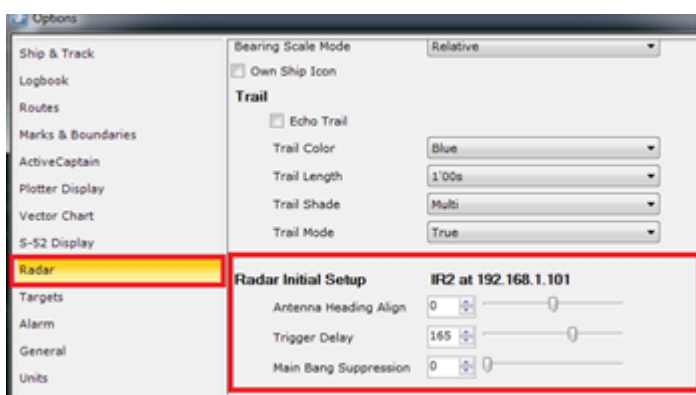 Options
Ship & Track
Logbook
Routes
Marks & Boundaries
ActiveCaptain
Plotter Display
Vector Chart
S-52 Display
Radar
Targets
Alarm
General
Units
Bearing Scale Mode Relative
Own Ship Icon
Trail
Echo Trail
Trail Color Blue
Trail Length 1'00s
Trail Shade Multi
Trail Mode True
Radar Initial Setup IR2 at 192.168.1.101
Antenna Heading Align 0
Trigger Delay 165
Main Bang Suppression 0